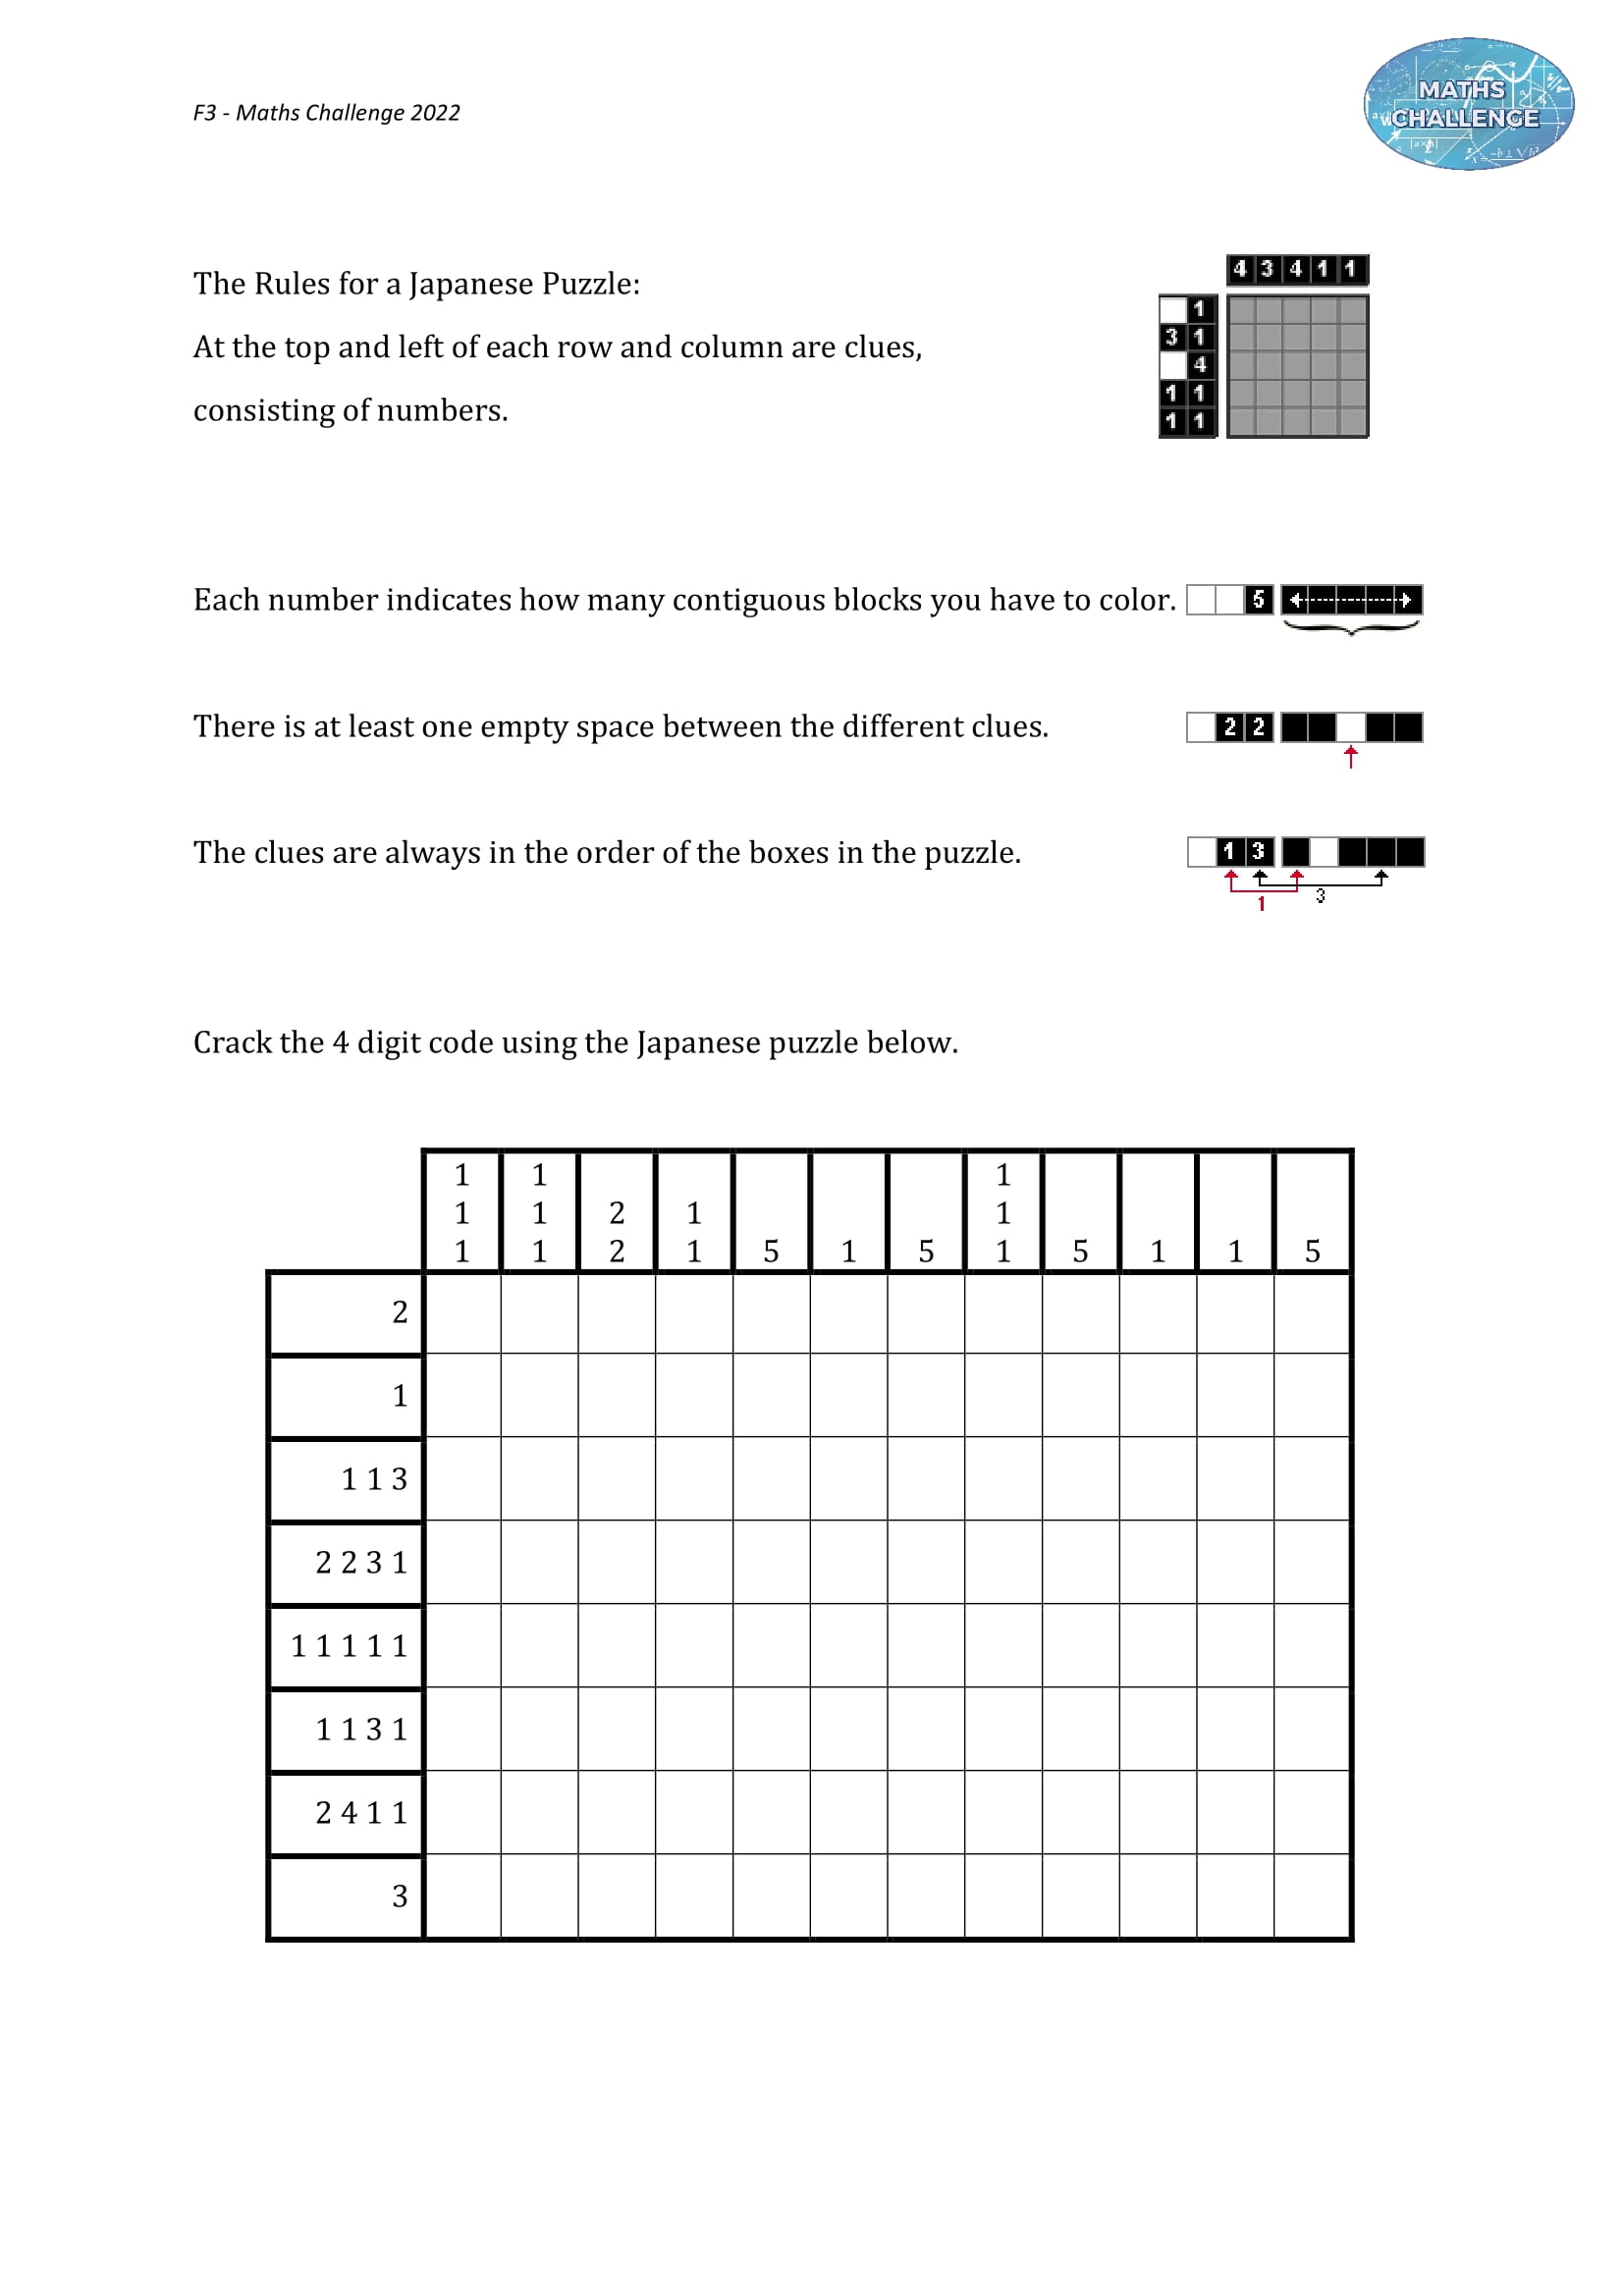 F3 - Maths Challenge 2022
MATHS
CHALLENGE
4 3 4 1 1
The Rules for a Japanese Puzzle:
1
3 1
At the top and left of each row and column are clues,
4
1 1
consisting of numbers.
1 1
Each number indicates how many contiguous blocks you have to color.
5
There is at least one empty space between the different clues.
2 2
The clues are always in the order of the boxes in the puzzle.
1 3
1 3
Crack the 4 digit code using the Japanese puzzle below.
1 1 1
1 1 2 1 1
1 1 2 1 5 1 5 1 5 1 1 5
2
1
1 1 3
2 2 3 1
1 1 1 1 1
1 1 3 1
2 4 1 1
3